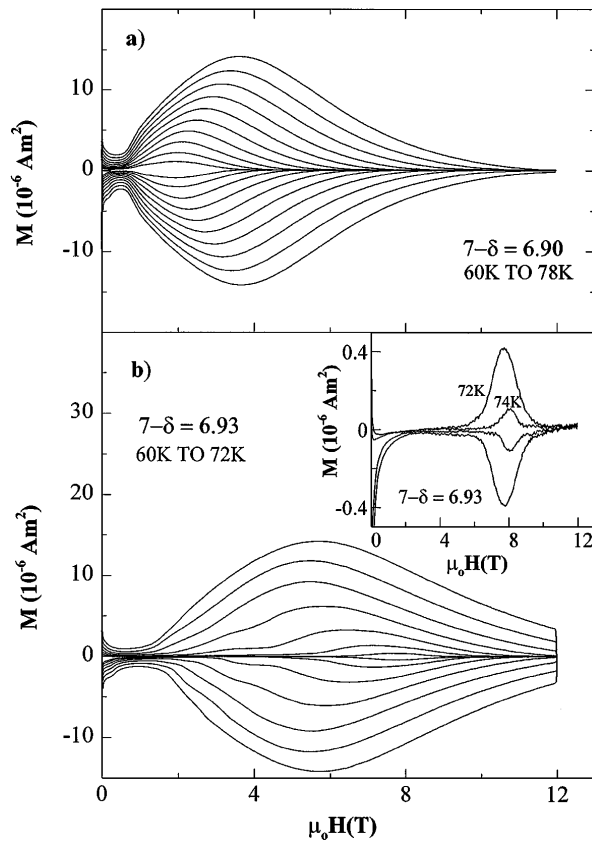 a)
10
0
-10
M (10⁻⁶ Am²)
7–δ = 6.90
60K TO 78K
b)
7–δ = 6.93
60K TO 72K
30
20
10
0
-10
M (10⁻⁶ Am²)
0 4 8 12
μₒH(T)
0.4
0
-0.4
M (10⁻⁶ Am²)
72K
74K
7–δ = 6.93
0 4 8 12
μₒH(T)